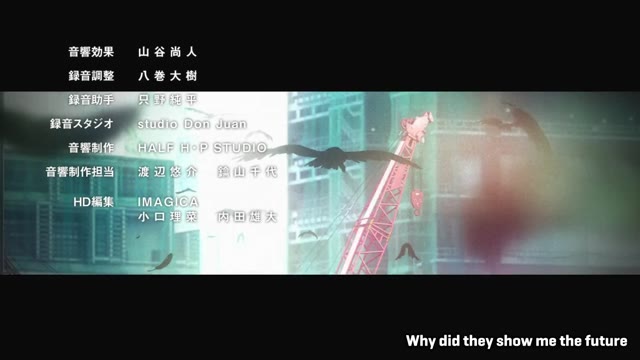 音響効果 山谷尚人
録音調整 八巻大樹
録音助手 只野純平
録音スタジオ studio Don Juan
音響制作 HALF H・P STUDIO
音響制作担当 渡辺悠介 山千代
HD編集 IMAGICA
小口理菜 内田雄太
Why did they show me the future